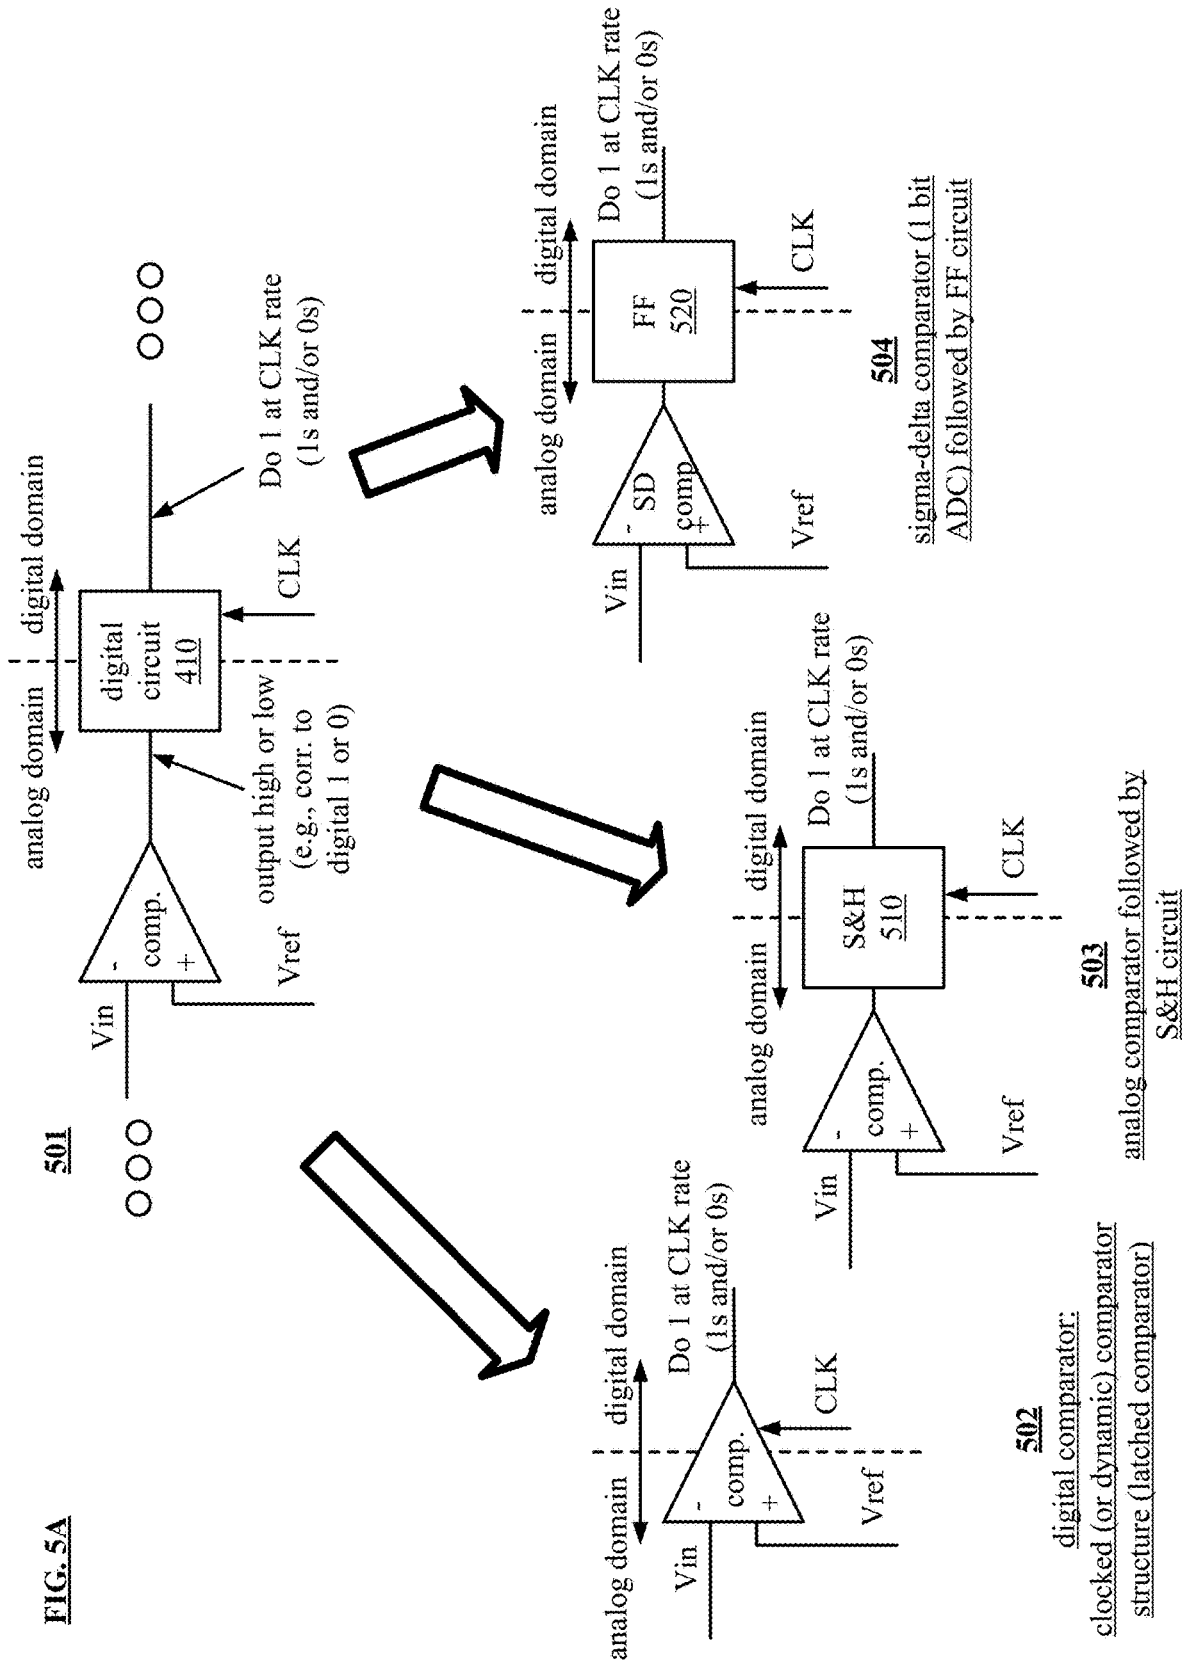 FIG. 5A
501
Vin
-
comp.
+
Vref
analog domain
digital domain
digital
circuit
410
CLK
output high or low
(e.g., corr. to
digital 1 or 0)
Do 1 at CLK rate
(1s and/or 0s)
analog domain
digital domain
Vin
-
comp.
+
Vref
CLK
Do 1 at CLK rate
(1s and/or 0s)
502
digital comparator:
clocked (or dynamic) comparator
structure (latched comparator)
analog domain
digital domain
Vin
-
comp.
+
Vref
S&H
510
CLK
Do 1 at CLK rate
(1s and/or 0s)
503
analog comparator followed by
S&H circuit
analog domain
digital domain
Vin
-
SD
comp
+
Vref
FF
520
CLK
Do 1 at CLK rate
(1s and/or 0s)
504
sigma-delta comparator (1 bit
ADC) followed by FF circuit